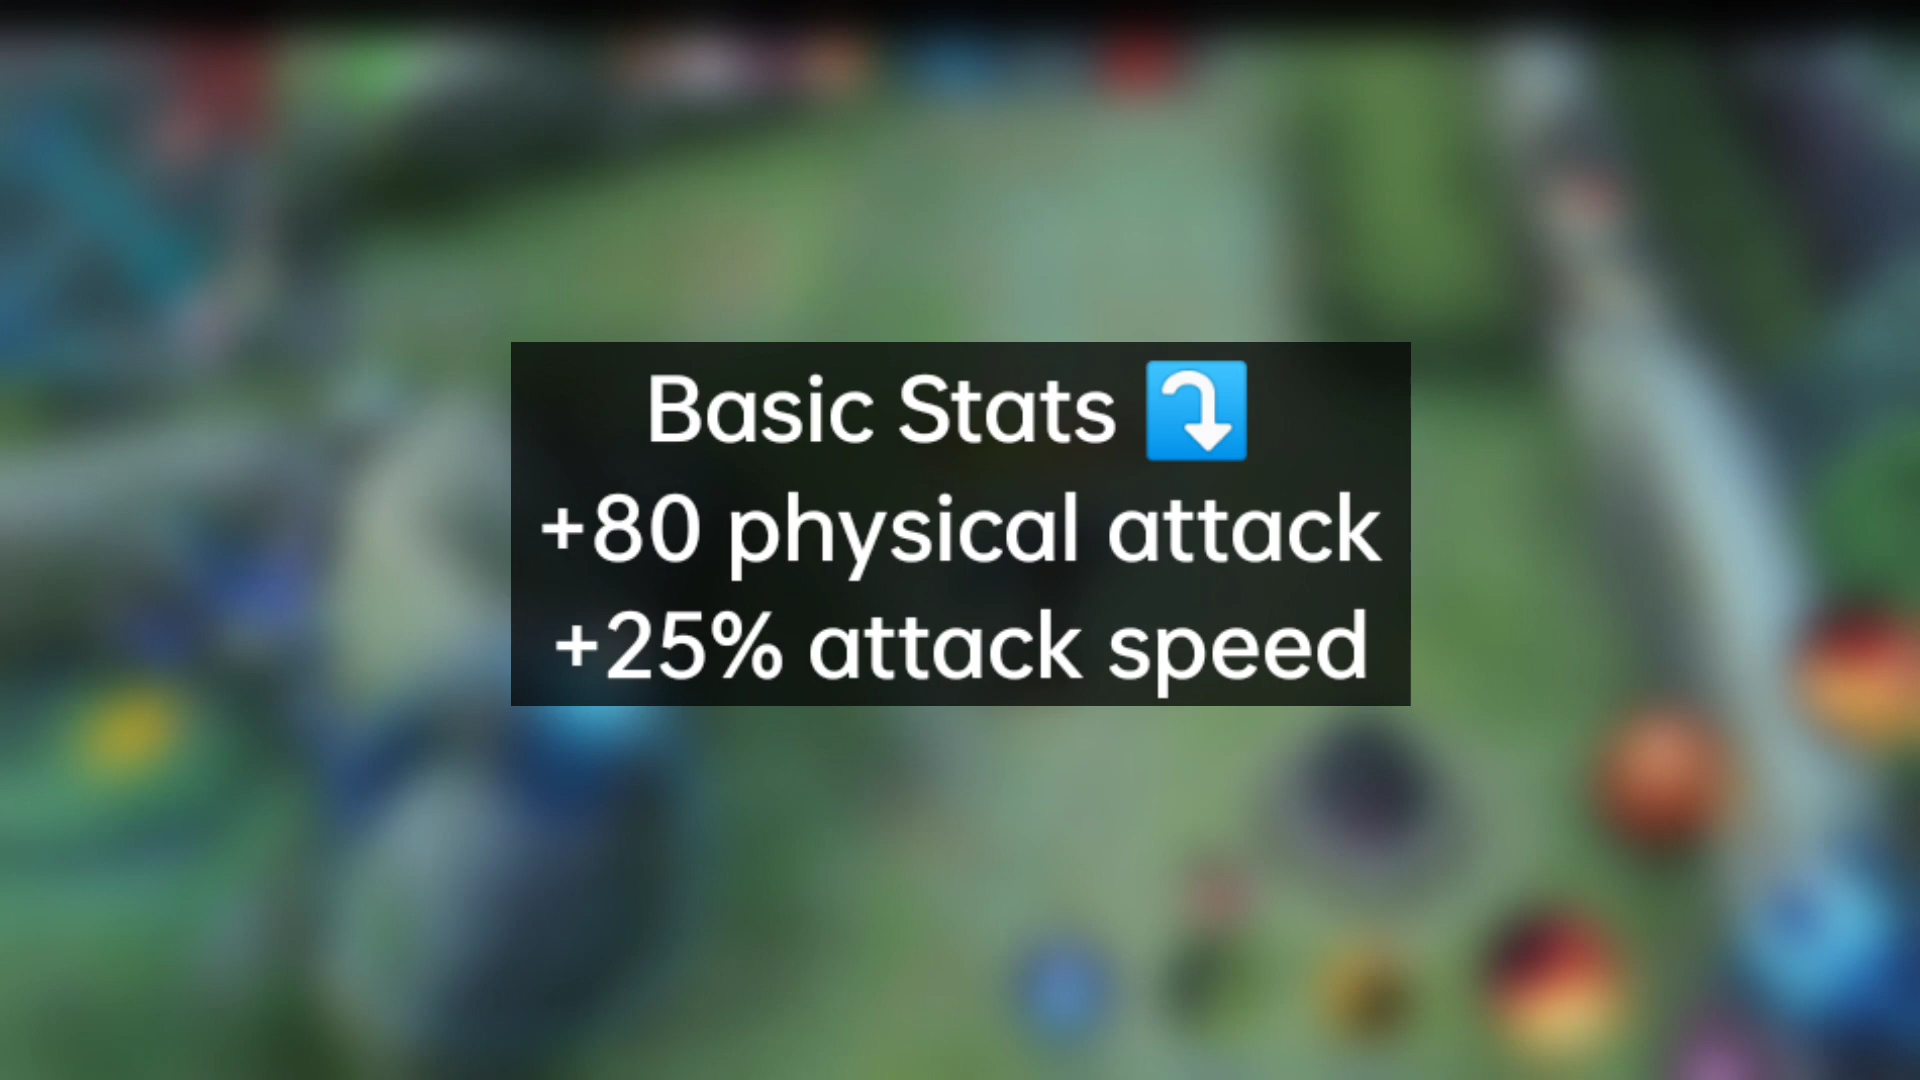 Basic Stats ⤵️
+80 physical attack
+25% attack speed